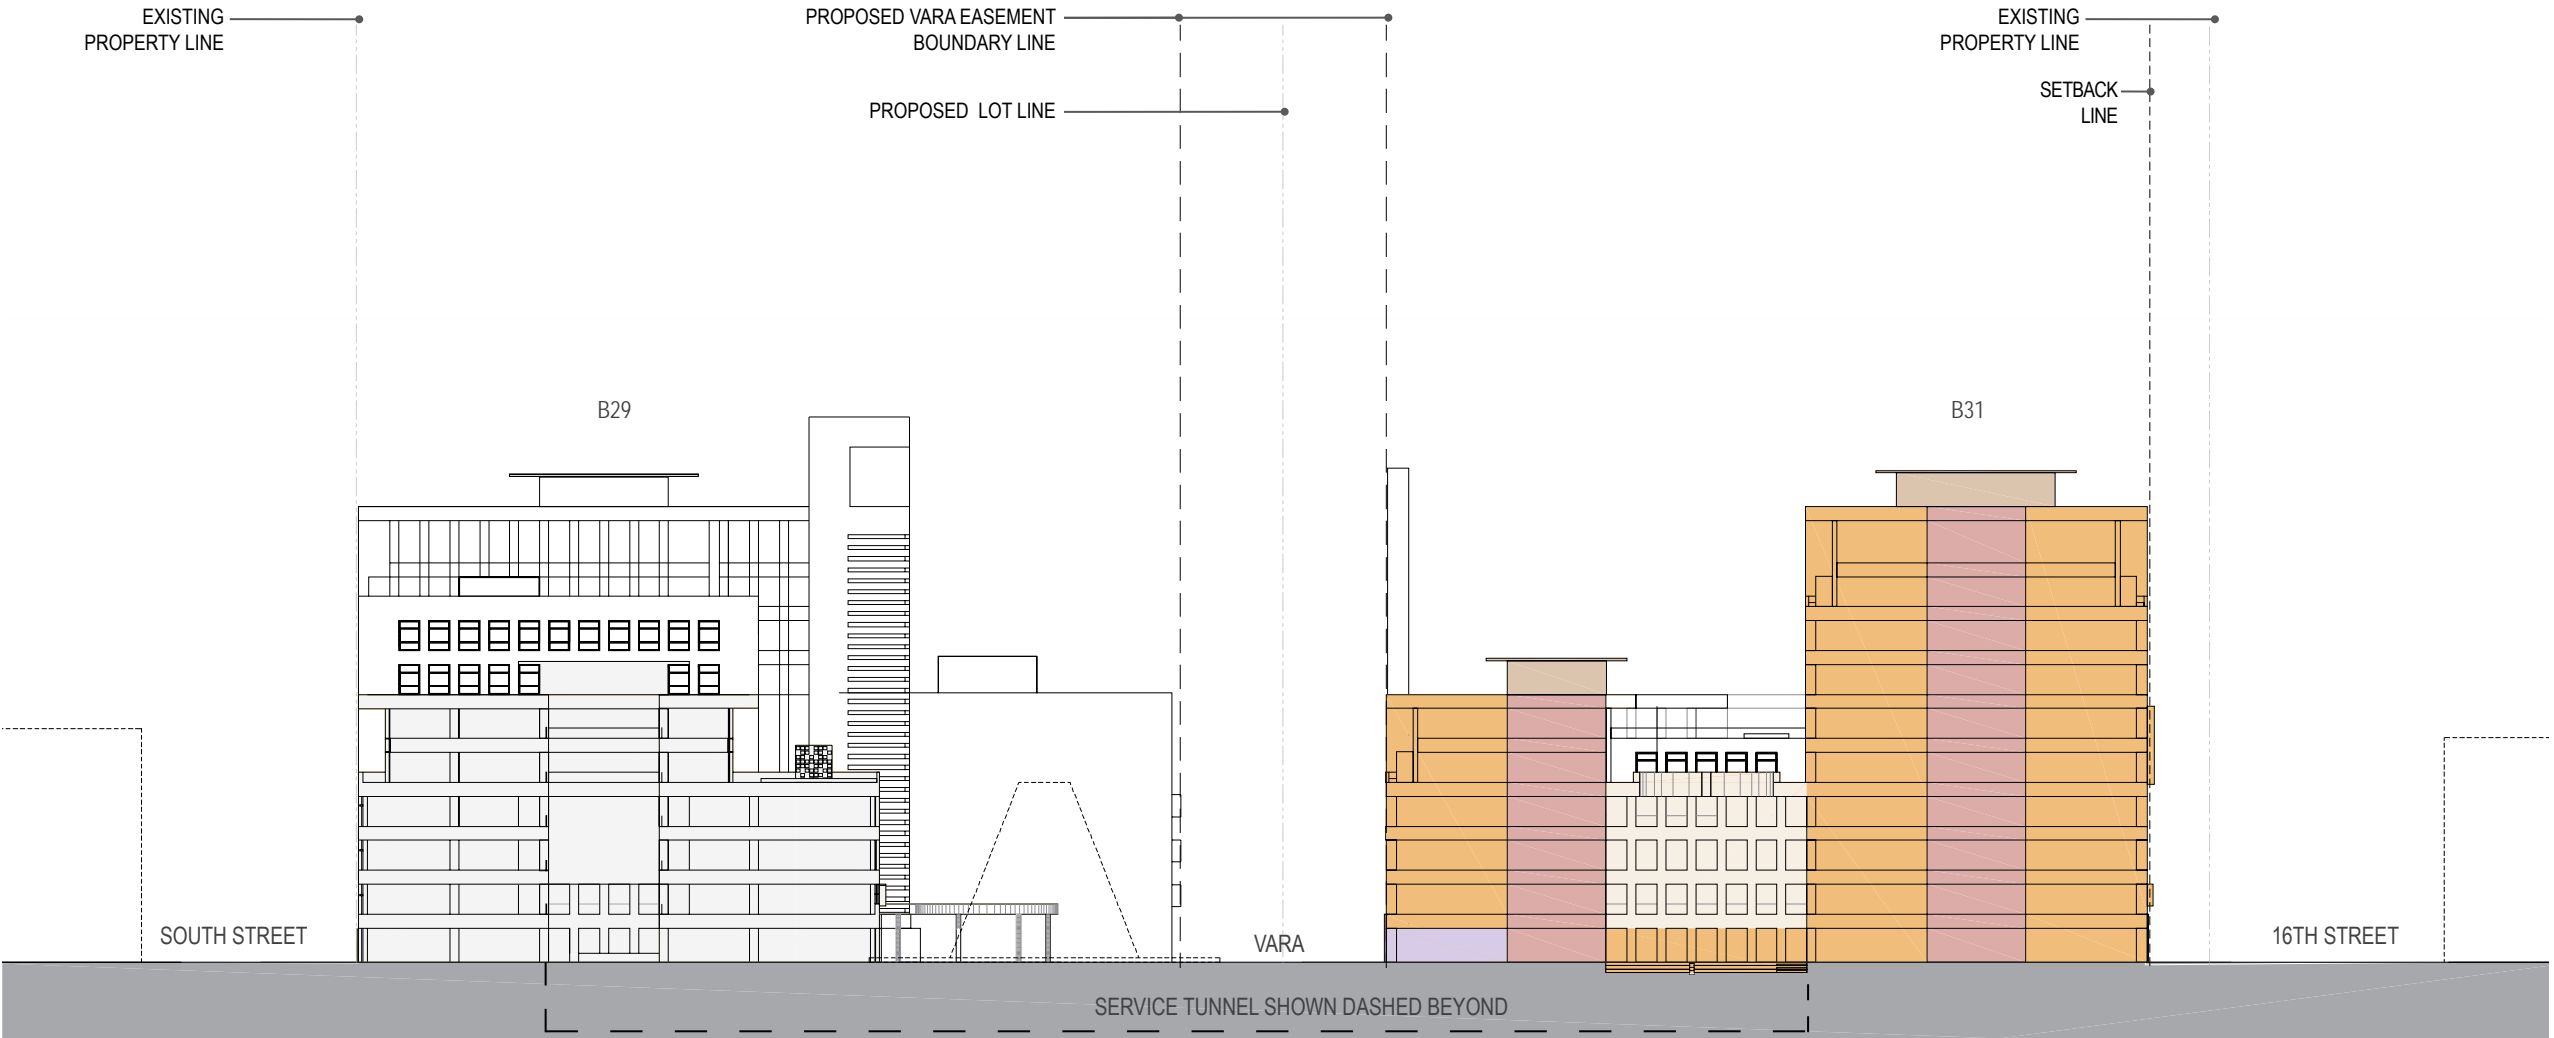 EXISTING
PROPERTY LINE
PROPOSED VARA EASEMENT
BOUNDARY LINE
EXISTING
PROPERTY LINE
SETBACK
LINE
PROPOSED LOT LINE
B29
B31
SOUTH STREET
VARA
16TH STREET
SERVICE TUNNEL SHOWN DASHED BEYOND